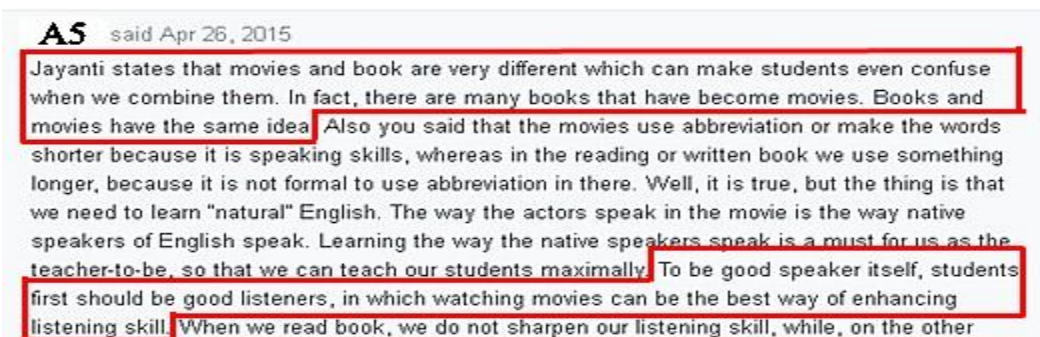 A5 said Apr 26, 2015
Jayanti states that movies and book are very different which can make students even confuse
when we combine them. In fact, there are many books that have become movies. Books and
movies have the same idea. Also you said that the movies use abbreviation or make the words
shorter because it is speaking skills, whereas in the reading or written book we use something
longer, because it is not formal to use abbreviation in there. Well, it is true, but the thing is that
we need to learn "natural" English. The way the actors speak in the movie is the way native
speakers of English speak. Learning the way the native speakers speak is a must for us as the
teacher-to-be, so that we can teach our students maximally. To be good speaker itself, students
first should be good listeners, in which watching movies can be the best way of enhancing
listening skill. When we read book, we do not sharpen our listening skill, while, on the other